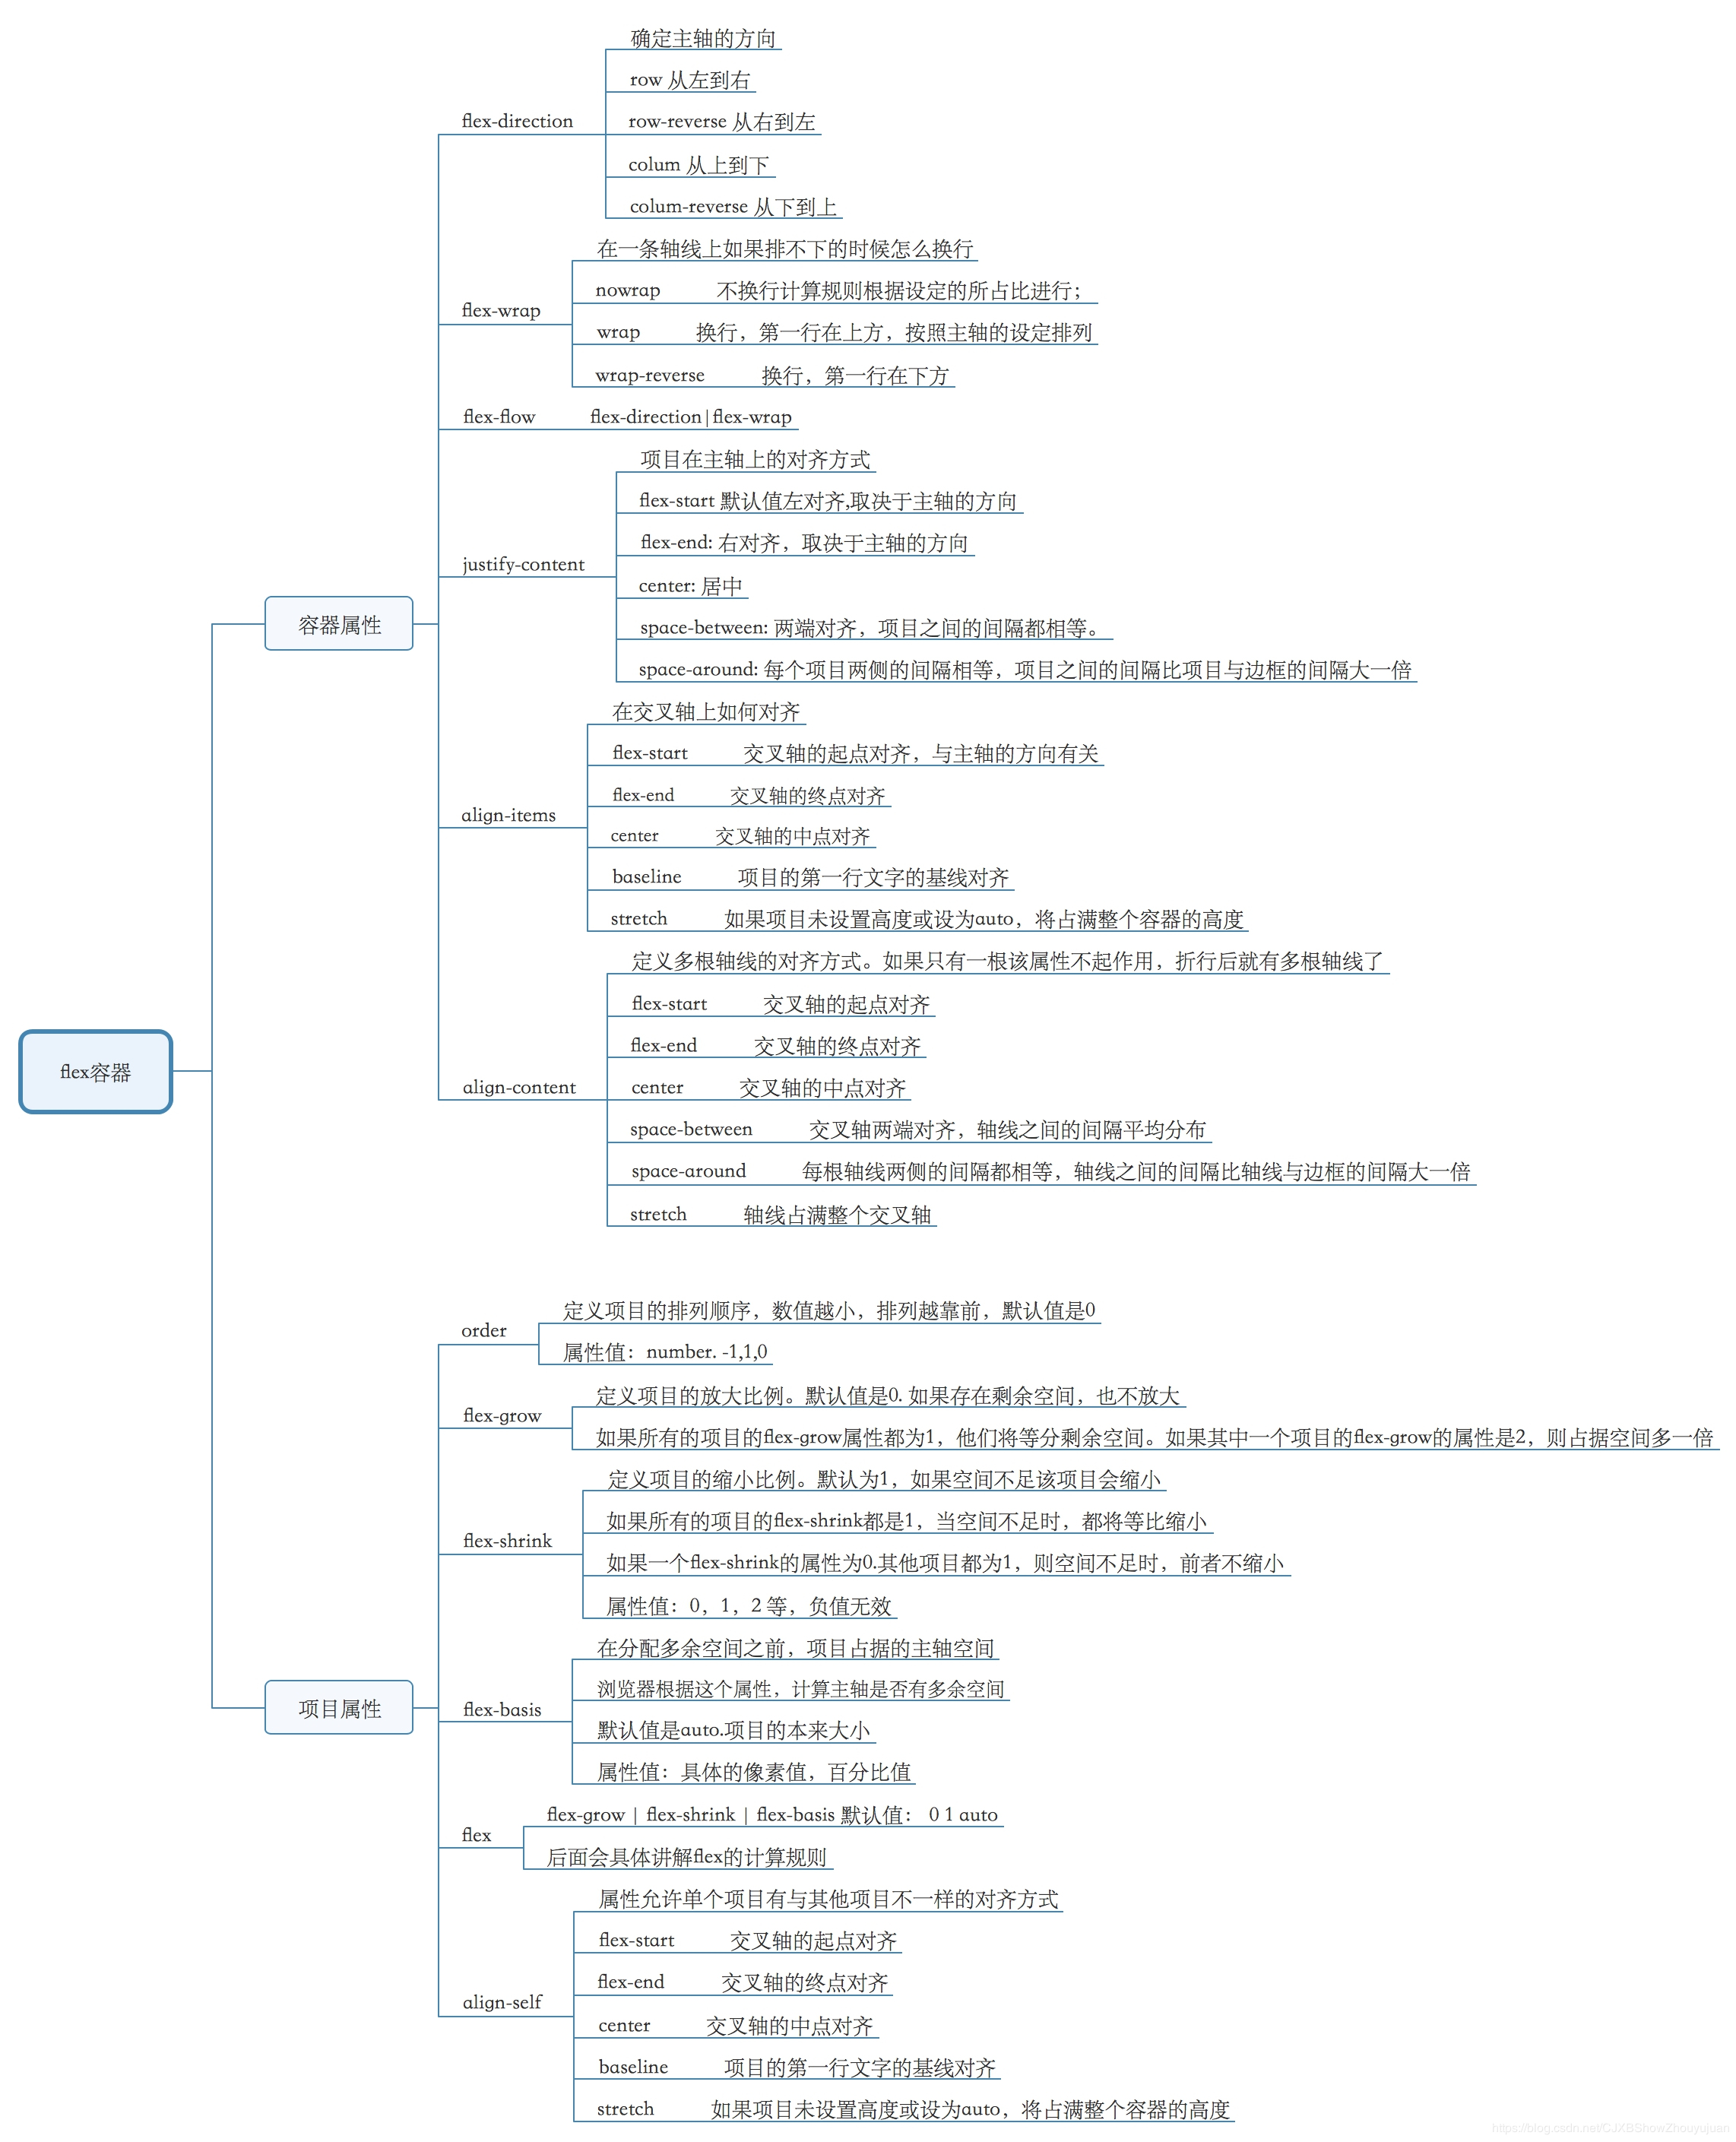 确定主轴的方向
row 从左到右
flex-direction
row-reverse 从右到左
colum 从上到下
colum-reverse 从下到上
在一条轴线上如果排不下的时候怎么换行
nowrap 不换行计算规则根据设定的所占比进行；
flex-wrap
wrap 换行，第一行在上方，按照主轴的设定排列
wrap-reverse 换行，第一行在下方
flex-flow flex-direction|flex-wrap
项目在主轴上的对齐方式
flex-start 默认值左对齐,取决于主轴的方向
flex-end: 右对齐，取决于主轴的方向
justify-content
center: 居中
容器属性
space-between: 两端对齐，项目之间的间隔都相等。
space-around: 每个项目两侧的间隔相等，项目之间的间隔比项目与边框的间隔大一倍
在交叉轴上如何对齐
flex-start 交叉轴的起点对齐，与主轴的方向有关
flex-end 交叉轴的终点对齐
align-items
center 交叉轴的中点对齐
baseline 项目的第一行文字的基线对齐
stretch 如果项目未设置高度或设为auto，将占满整个容器的高度
定义多根轴线的对齐方式。如果只有一根该属性不起作用，折行后就有多根轴线了
flex-start 交叉轴的起点对齐
flex-end 交叉轴的终点对齐
flex容器
align-content
center 交叉轴的中点对齐
space-between 交叉轴两端对齐，轴线之间的间隔平均分布
space-around 每根轴线两侧的间隔都相等，轴线之间的间隔比轴线与边框的间隔大一倍
stretch 轴线占满整个交叉轴
定义项目的排列顺序，数值越小，排列越靠前，默认值是0
order
属性值：number. -1,1,0
定义项目的放大比例。默认值是0. 如果存在剩余空间，也不放大
flex-grow
如果所有的项目的flex-grow属性都为1，他们将等分剩余空间。如果其中一个项目的flex-grow的属性是2，则占据空间多一倍
定义项目的缩小比例。默认为1，如果空间不足该项目会缩小
如果所有的项目的flex-shrink都是1，当空间不足时，都将等比缩小
flex-shrink
如果一个flex-shrink的属性为0.其他项目都为1，则空间不足时，前者不缩小
属性值：0，1，2 等，负值无效
在分配多余空间之前，项目占据的主轴空间
浏览器根据这个属性，计算主轴是否有多余空间
项目属性
flex-basis
默认值是auto.项目的本来大小
属性值：具体的像素值，百分比值
flex-grow | flex-shrink | flex-basis 默认值： 0 1 auto
flex
后面会具体讲解flex的计算规则
属性允许单个项目有与其他项目不一样的对齐方式
flex-start 交叉轴的起点对齐
flex-end 交叉轴的终点对齐
align-self
center 交叉轴的中点对齐
baseline 项目的第一行文字的基线对齐
stretch 如果项目未设置高度或设为auto，将占满整个容器的高度
https://blog.csdn.net/CJXBShowZhouyujuan